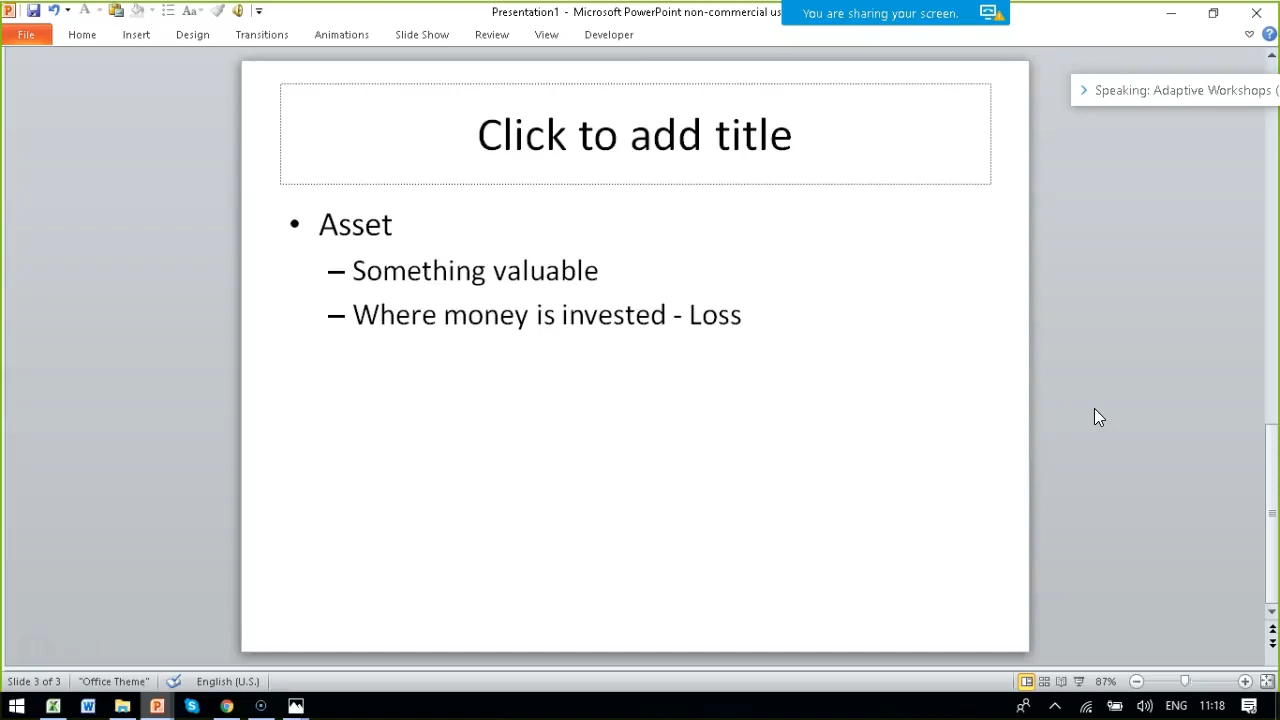 Presentation1 - Microsoft PowerPoint non-commercial us
You are sharing your screen.
File Home Insert Design Transitions Animations Slide Show Review View Developer
Speaking: Adaptive Workshops (
Click to add title
• Asset
– Something valuable
– Where money is invested - Loss
Slide 3 of 3 "Office Theme" English (U.S.) 87%
ENG 11:18